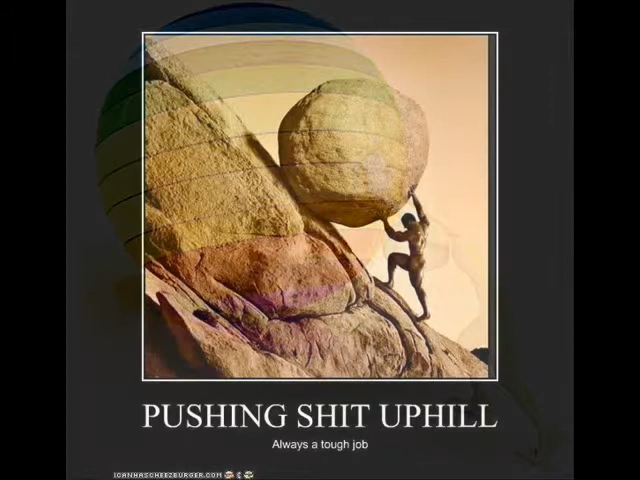 PUSHING SHIT UPHILL
Always a tough job
ICANHASCHEEZBURGER.COM